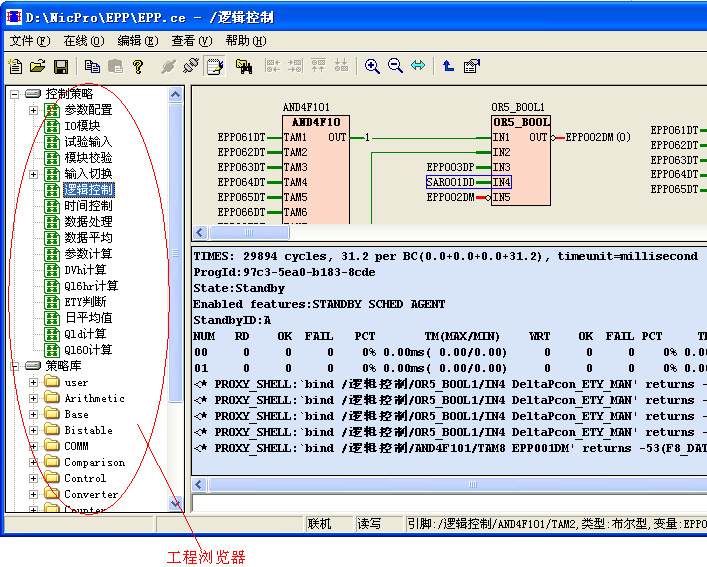 D:\NicPro\EPP\EPP.ce - /逻辑控制
文件(F) 在线(O) 编辑(E) 查看(V) 帮助(H)
控制策略
参数配置
IO模块
试验输入
模块校验
输入切换
逻辑控制
时间控制
数据处理
数据平均
参数计算
DVh计算
Q16hr计算
ETY判断
日平均值
Q1d计算
Q160计算
策略库
user
Arithmetic
Base
Bistable
COMM
Comparison
Control
Converter
Counter
AND4F101
AND4F10
EPP061DT TAM1 OUT 1
EPP062DT TAM2
EPP063DT TAM3
EPP064DT TAM4
EPP065DT TAM5
EPP066DT TAM6
OR5_BOOL1
OR5_BOOL
IN1 OUT EPP002DM(0)
IN2
EPP003DP IN3
SAR001DD IN4
EPP002DM IN5
EPP061DT
EPP062DT
EPP063DT
EPP064DT
EPP065DT
TIMES: 29894 cycles, 31.2 per BC(0.0+0.0+0.0+31.2), timeunit=millisecond
ProgId:97c3-5ea0-b183-8cde
State:Standby
Enabled features:STANDBY SCHED AGENT
StandbyID:A
NUM RD OK FAIL PCT TM(MAX/MIN) WRT OK FAIL PCT
00 0 0 0 0% 0.00ms( 0.00/0.00) 0 0 0 0%
01 0 0 0 0% 0.00ms( 0.00/0.00) 0 0 0 0%
<* PROXY_SHELL:`bind /逻辑控制/OR5_BOOL1/IN4 DeltaPcon_ETY_MAN' returns -
<* PROXY_SHELL:`bind /逻辑控制/OR5_BOOL1/IN4 DeltaPcon_ETY_MAN' returns -
<* PROXY_SHELL:`bind /逻辑控制/OR5_BOOL1/IN4 DeltaPcon_ETY_MAN' returns -
<* PROXY_SHELL:`bind /逻辑控制/OR5_BOOL1/IN4 DeltaPcon_ETY_MAN' returns -
<* PROXY_SHELL:`bind /逻辑控制/AND4F101/TAM8 EPP001DM' returns -53(F8_DAT
联机 读写 引脚:/逻辑控制/AND4F101/TAM2,类型:布尔型,变量:EPP0
工程浏览器